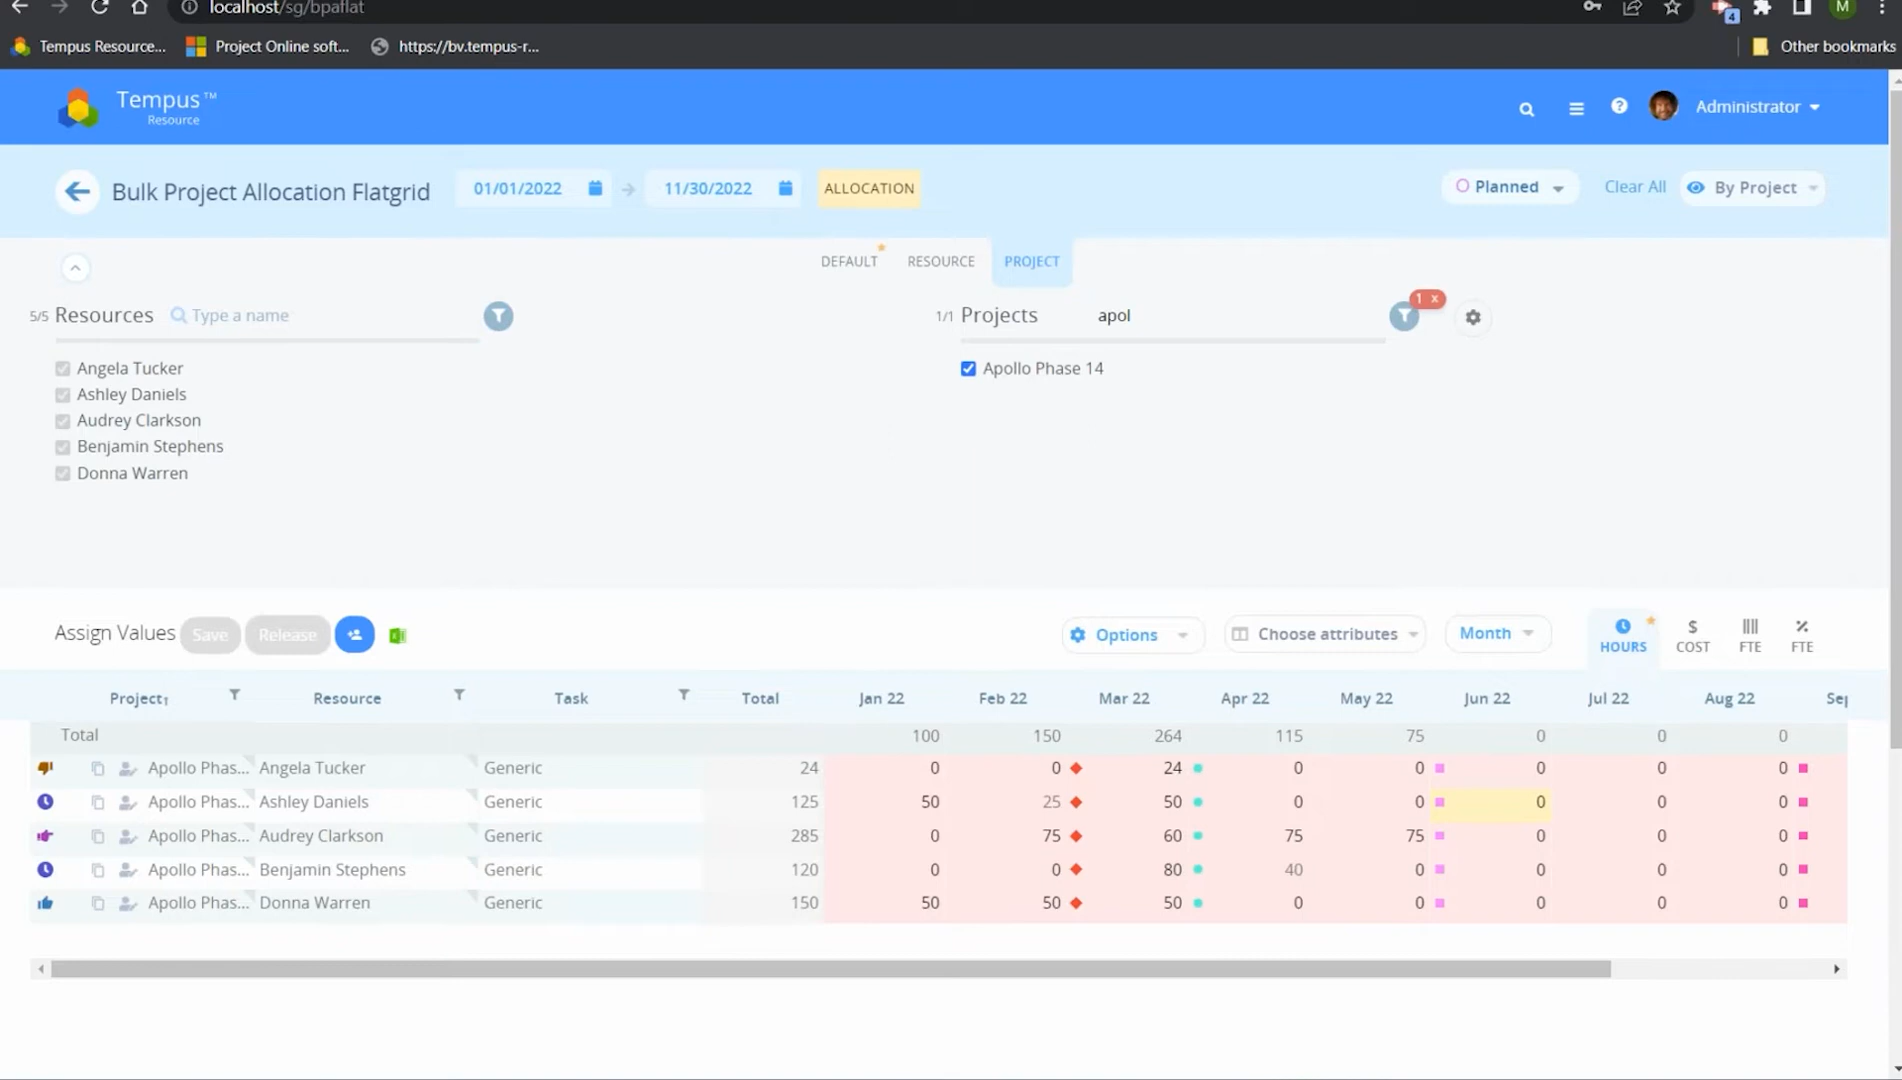 localhost/sg/bpaflat
4
M
Tempus Resource... Project Online soft... https://bv.tempus-r... Other bookmarks
Tempus™
Resource
Administrator
Bulk Project Allocation Flatgrid 01/01/2022 11/30/2022 ALLOCATION Planned Clear All By Project
DEFAULT RESOURCE PROJECT
5/5 Resources Type a name 1/1 Projects apol 1 x
Angela Tucker Apollo Phase 14
Ashley Daniels
Audrey Clarkson
Benjamin Stephens
Donna Warren
Assign Values Save Release Options Choose attributes Month HOURS $ COST FTE % FTE
Project↑ Resource Task Total Jan 22 Feb 22 Mar 22 Apr 22 May 22 Jun 22 Jul 22 Aug 22 Sep
Total 100 150 264 115 75 0 0 0
Apollo Phas... Angela Tucker Generic 24 0 0 24 0 0 0 0 0
Apollo Phas... Ashley Daniels Generic 125 50 25 50 0 0 0 0 0
Apollo Phas... Audrey Clarkson Generic 285 0 75 60 75 75 0 0 0
Apollo Phas... Benjamin Stephens Generic 120 0 0 80 40 0 0 0 0
Apollo Phas... Donna Warren Generic 150 50 50 50 0 0 0 0 0